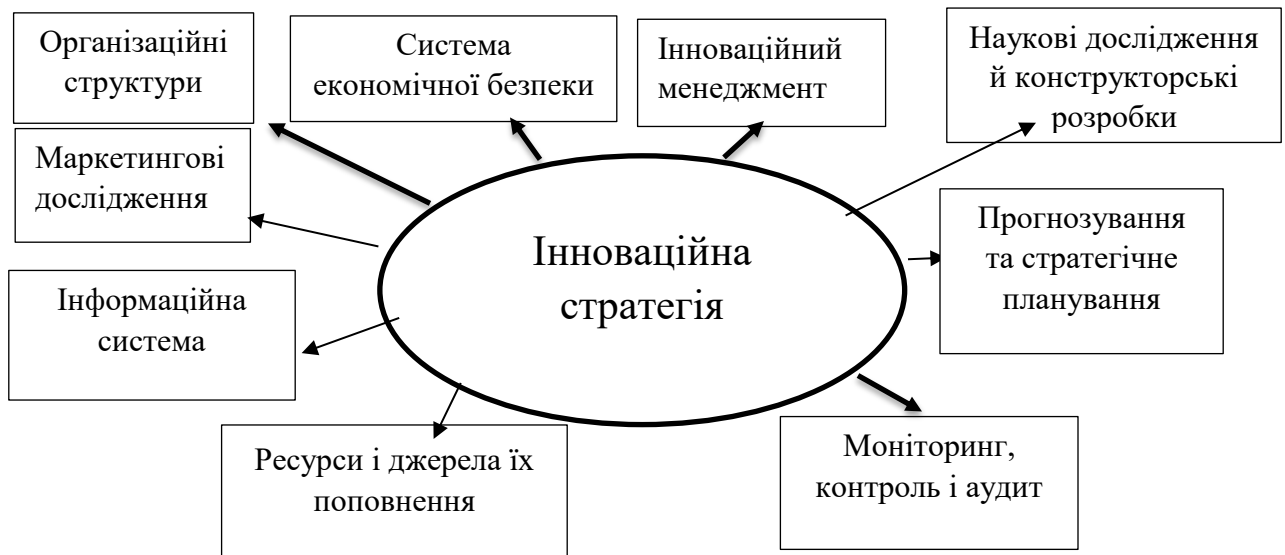 Організаційні
структури
Система
економічної безпеки
Інноваційний
менеджмент
Наукові дослідження
й конструкторські
розробки
Маркетингові
дослідження
Прогнозування
та стратегічне
планування
Інноваційна
стратегія
Інформаційна
система
Ресурси і джерела їх
поповнення
Моніторинг,
контроль і аудит